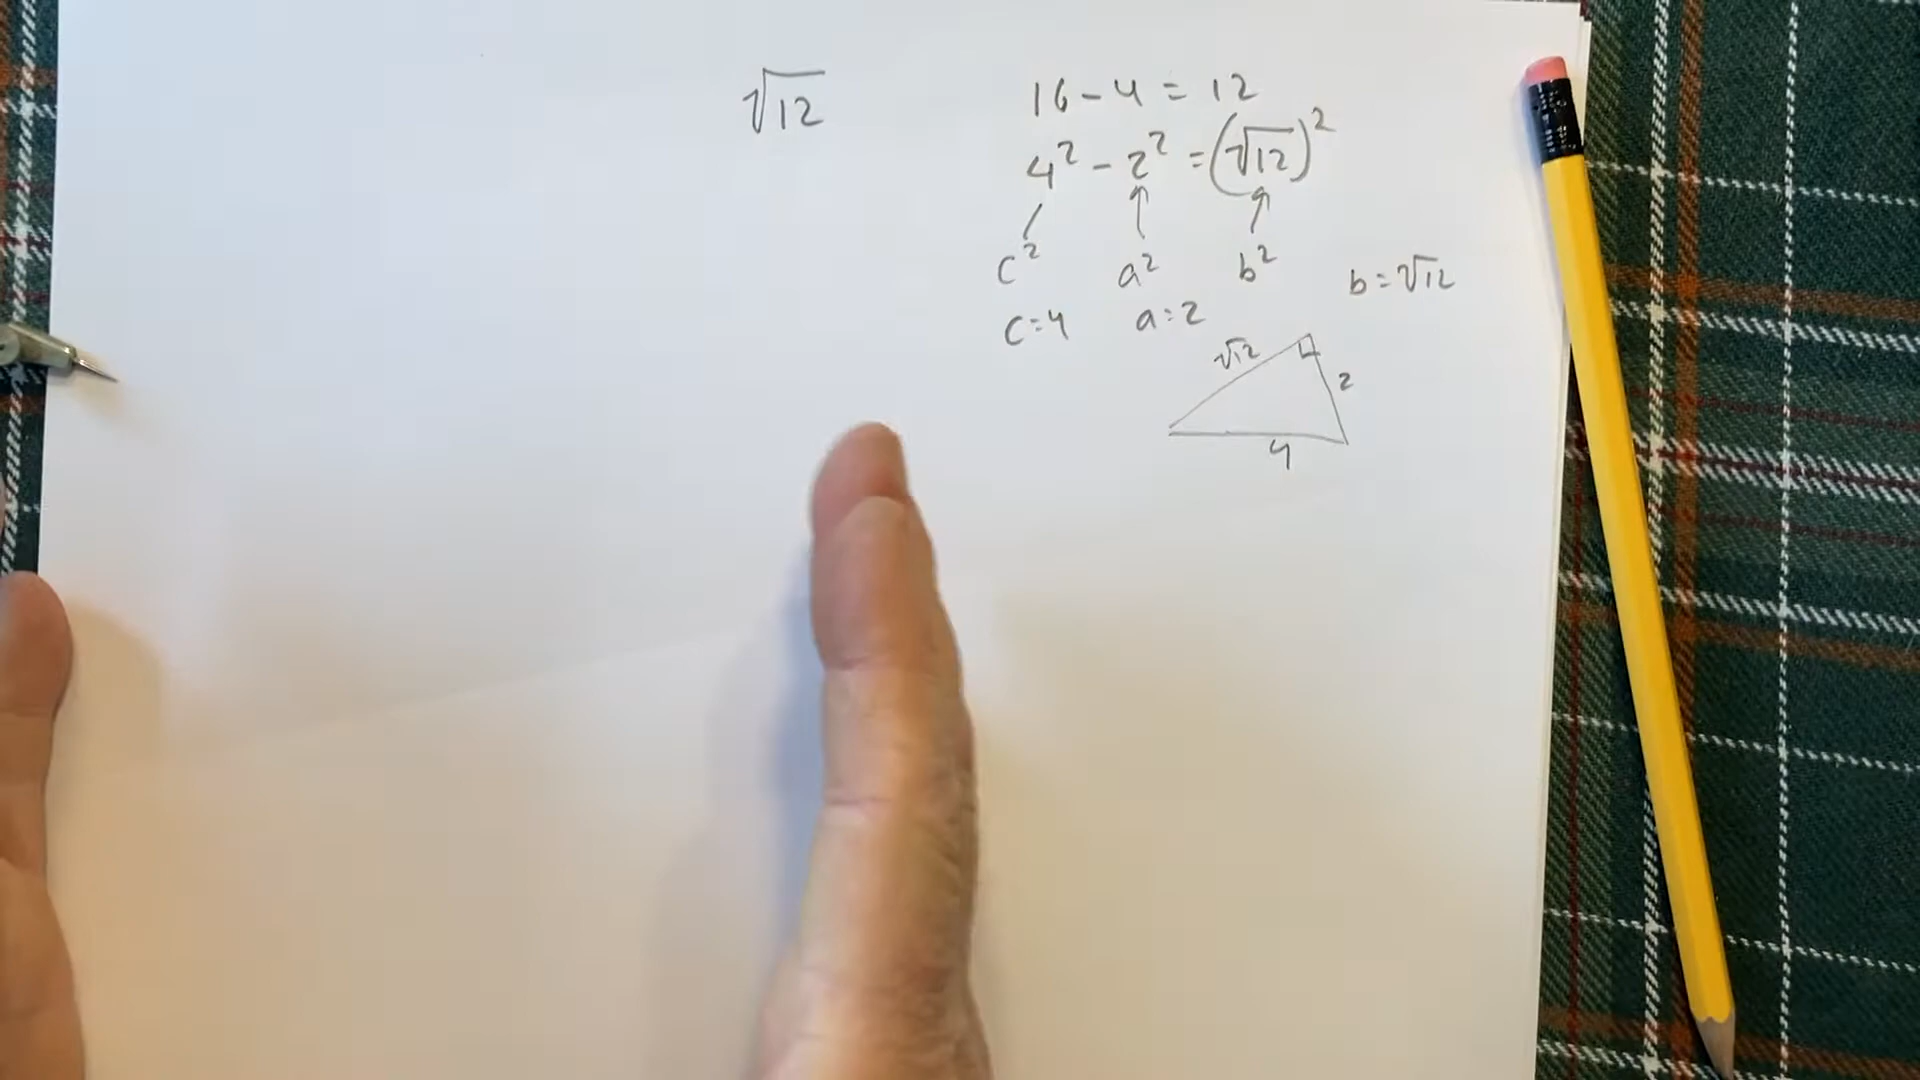 √12
16 - 4 = 12
4² - 2² = (√12)²
c² a² b² b = √12
c = 4 a = 2
√12
2
4